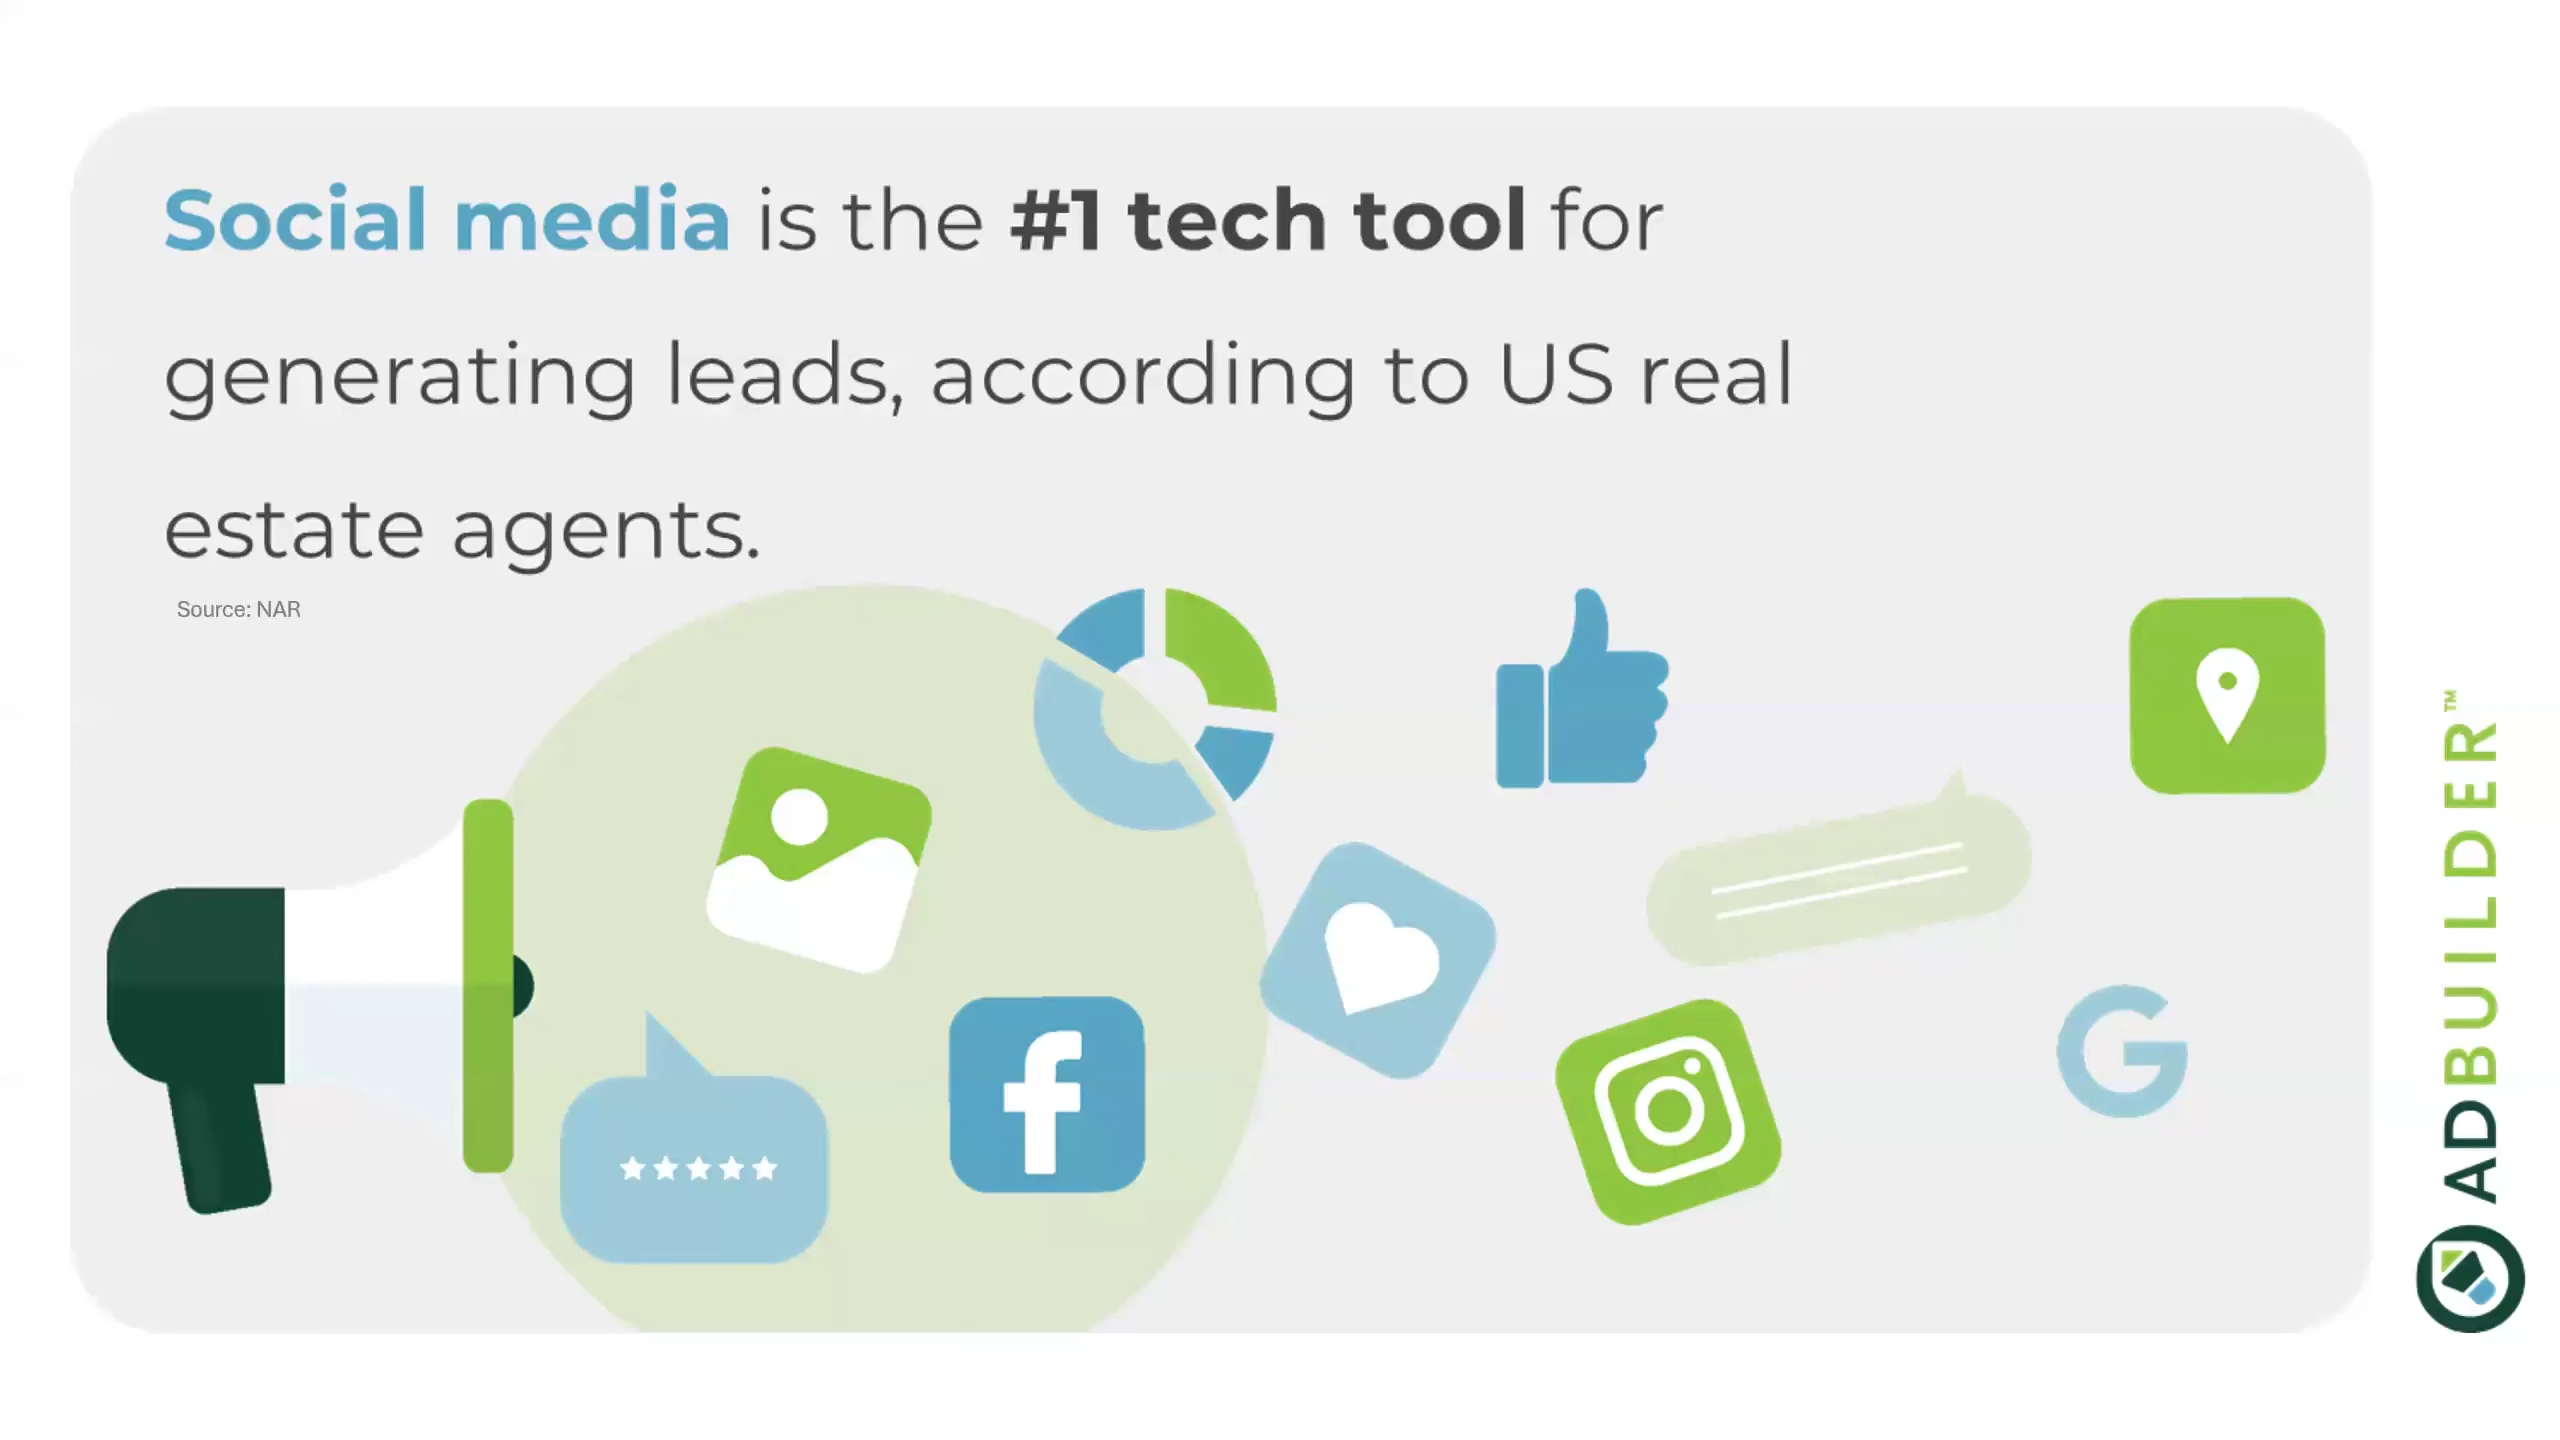 Social media is the #1 tech tool for
generating leads, according to US real
estate agents.
Source: NAR
ADBUILDER™